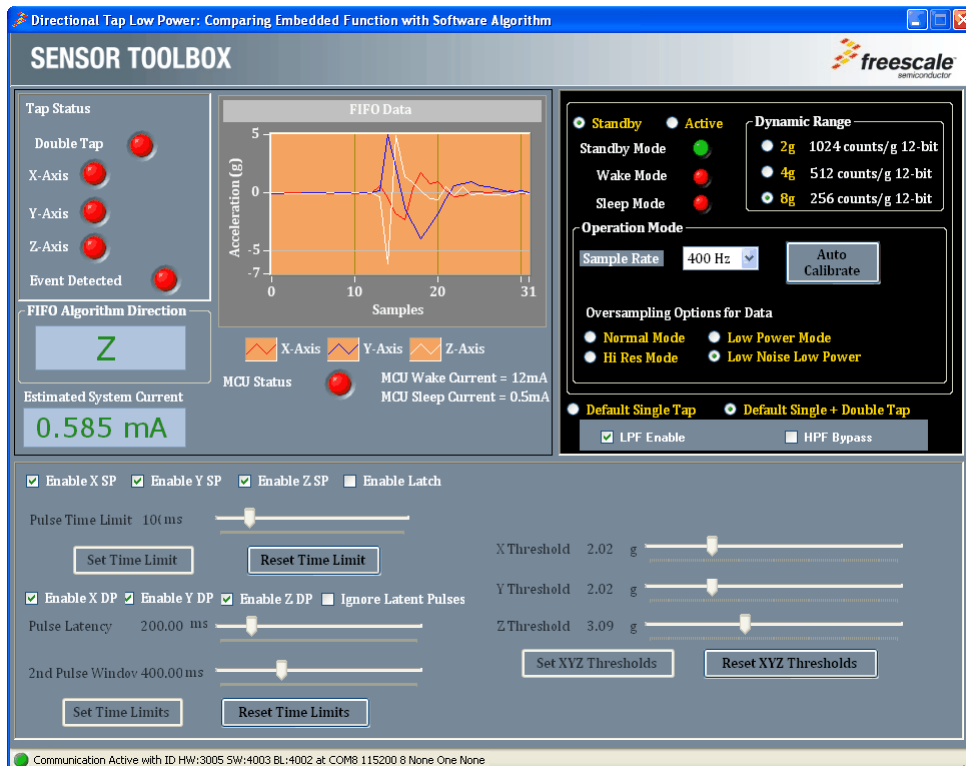 Directional Tap Low Power: Comparing Embedded Function with Software Algorithm
SENSOR TOOLBOX
freescale
semiconductor
Tap Status
Double Tap
X-Axis
Y-Axis
Z-Axis
Event Detected
FIFO Algorithm Direction
Z
Estimated System Current
0.585 mA
FIFO Data
Acceleration (g)
5
0
-5
-7
0 10 20 31
Samples
X-Axis Y-Axis Z-Axis
MCU Status
MCU Wake Current = 12mA
MCU Sleep Current = 0.5mA
Standby Active
Standby Mode
Wake Mode
Sleep Mode
Dynamic Range
2g 1024 counts/g 12-bit
4g 512 counts/g 12-bit
8g 256 counts/g 12-bit
Operation Mode
Sample Rate 400 Hz
Auto
Calibrate
Oversampling Options for Data
Normal Mode Low Power Mode
Hi Res Mode Low Noise Low Power
Default Single Tap Default Single + Double Tap
LPF Enable HPF Bypass
Enable X SP Enable Y SP Enable Z SP Enable Latch
Pulse Time Limit ms
Set Time Limit Reset Time Limit
Enable X DP Enable Y DP Enable Z DP Ignore Latent Pulses
Pulse Latency 200.00 ms
2nd Pulse Window 400.00 ms
Set Time Limits Reset Time Limits
X Threshold 2.02 g
Y Threshold 2.02 g
Z Threshold 3.09 g
Set XYZ Thresholds Reset XYZ Thresholds
Communication Active with ID HW:3005 SW:4003 BL:4002 at COM8 115200 8 None One None